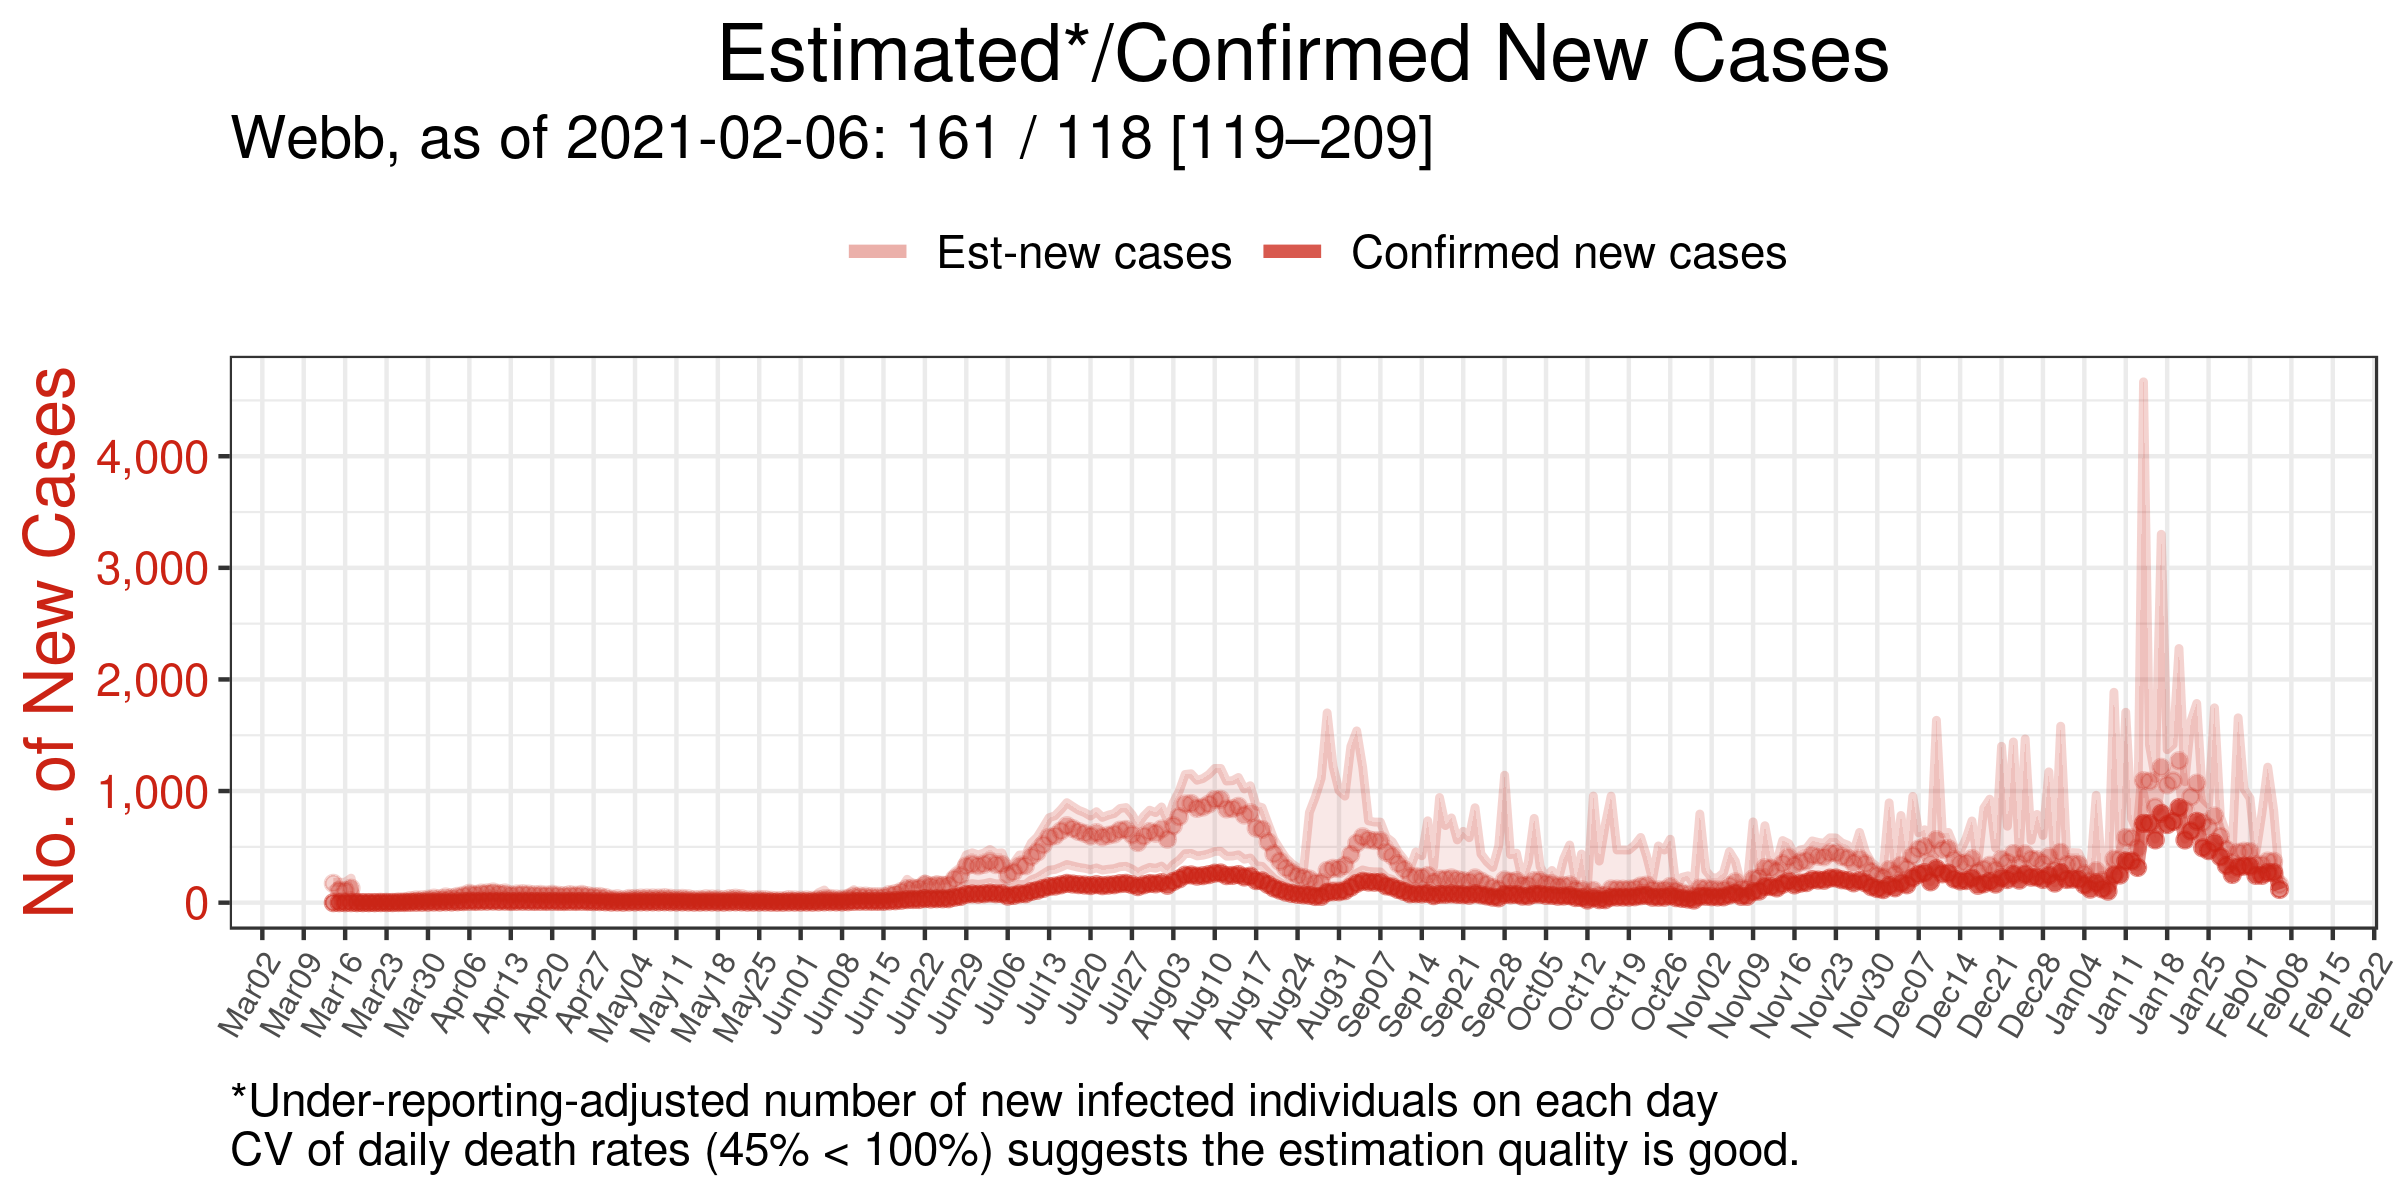 Estimated*/Confirmed New Cases
Webb, as of 2021-02-06: 161 / 118 [119–209]
Est-new cases Confirmed new cases
No. of New Cases
4,000
3,000
2,000
1,000
0
Mar02 Mar09 Mar16 Mar23 Mar30 Apr06 Apr13 Apr20 Apr27 May04 May11 May18 May25 Jun01 Jun08 Jun15 Jun22 Jun29 Jul06 Jul13 Jul20 Jul27 Aug03 Aug10 Aug17 Aug24 Aug31 Sep07 Sep14 Sep21 Sep28 Oct05 Oct12 Oct19 Oct26 Nov02 Nov09 Nov16 Nov23 Nov30 Dec07 Dec14 Dec21 Dec28 Jan04 Jan11 Jan18 Jan25 Feb01 Feb08 Feb15 Feb22
*Under-reporting-adjusted number of new infected individuals on each day
CV of daily death rates (45% < 100%) suggests the estimation quality is good.